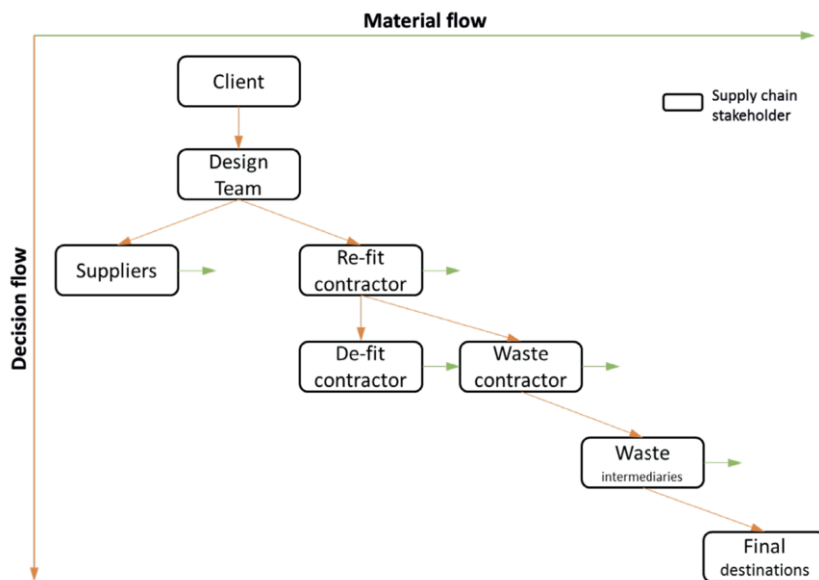 Material flow
Client
Supply chain
stakeholder
Design
Team
Decision flow
Suppliers
Re-fit
contractor
De-fit
contractor
Waste
contractor
Waste
intermediaries
Final
destinations